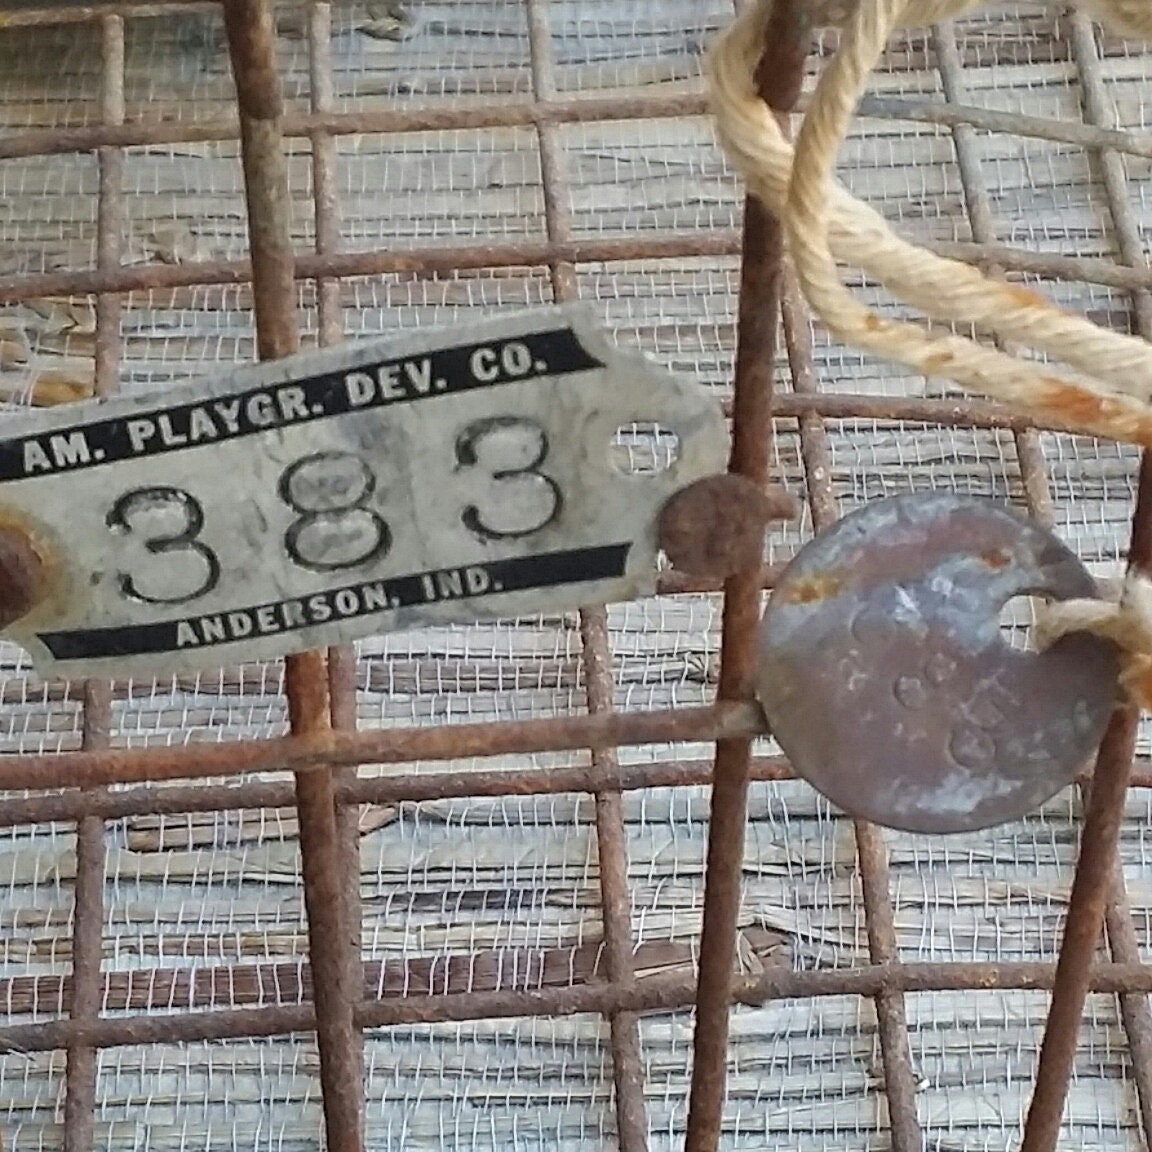 AM. PLAYGR. DEV. CO.
383
ANDERSON, IND.